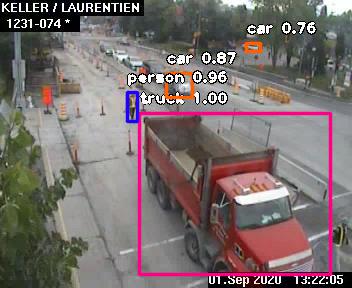 KELLER / LAURENTIEN
1231-074 *
car 0.76
car 0.87
person 0.96
truck 1.00
01.Sep 2020 13:22:05